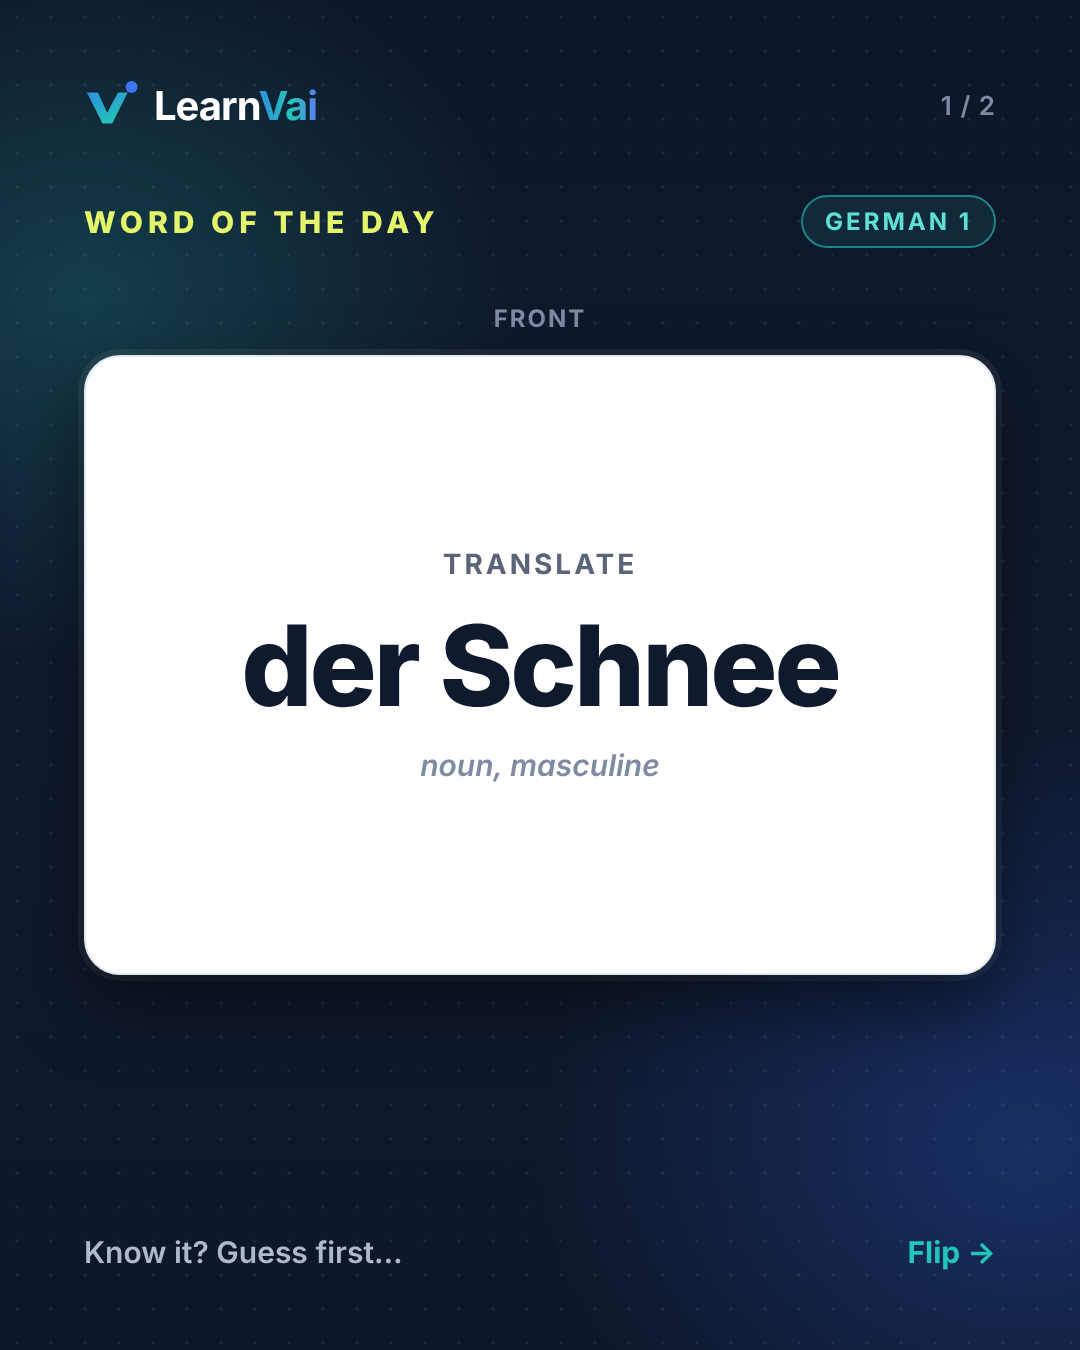 LearnVai
1 / 2
WORD OF THE DAY
GERMAN 1
FRONT
TRANSLATE
der Schnee
noun, masculine
Know it? Guess first...
Flip →